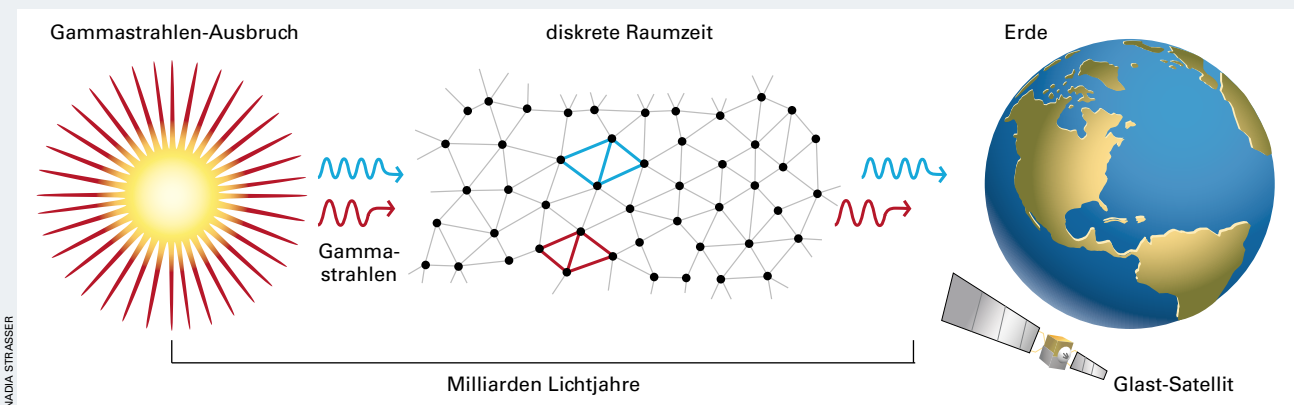 Gammastrahlen-Ausbruch
diskrete Raumzeit
Erde
Gamma-
strahlen
Milliarden Lichtjahre
Glast-Satellit
NADIA STRASSER